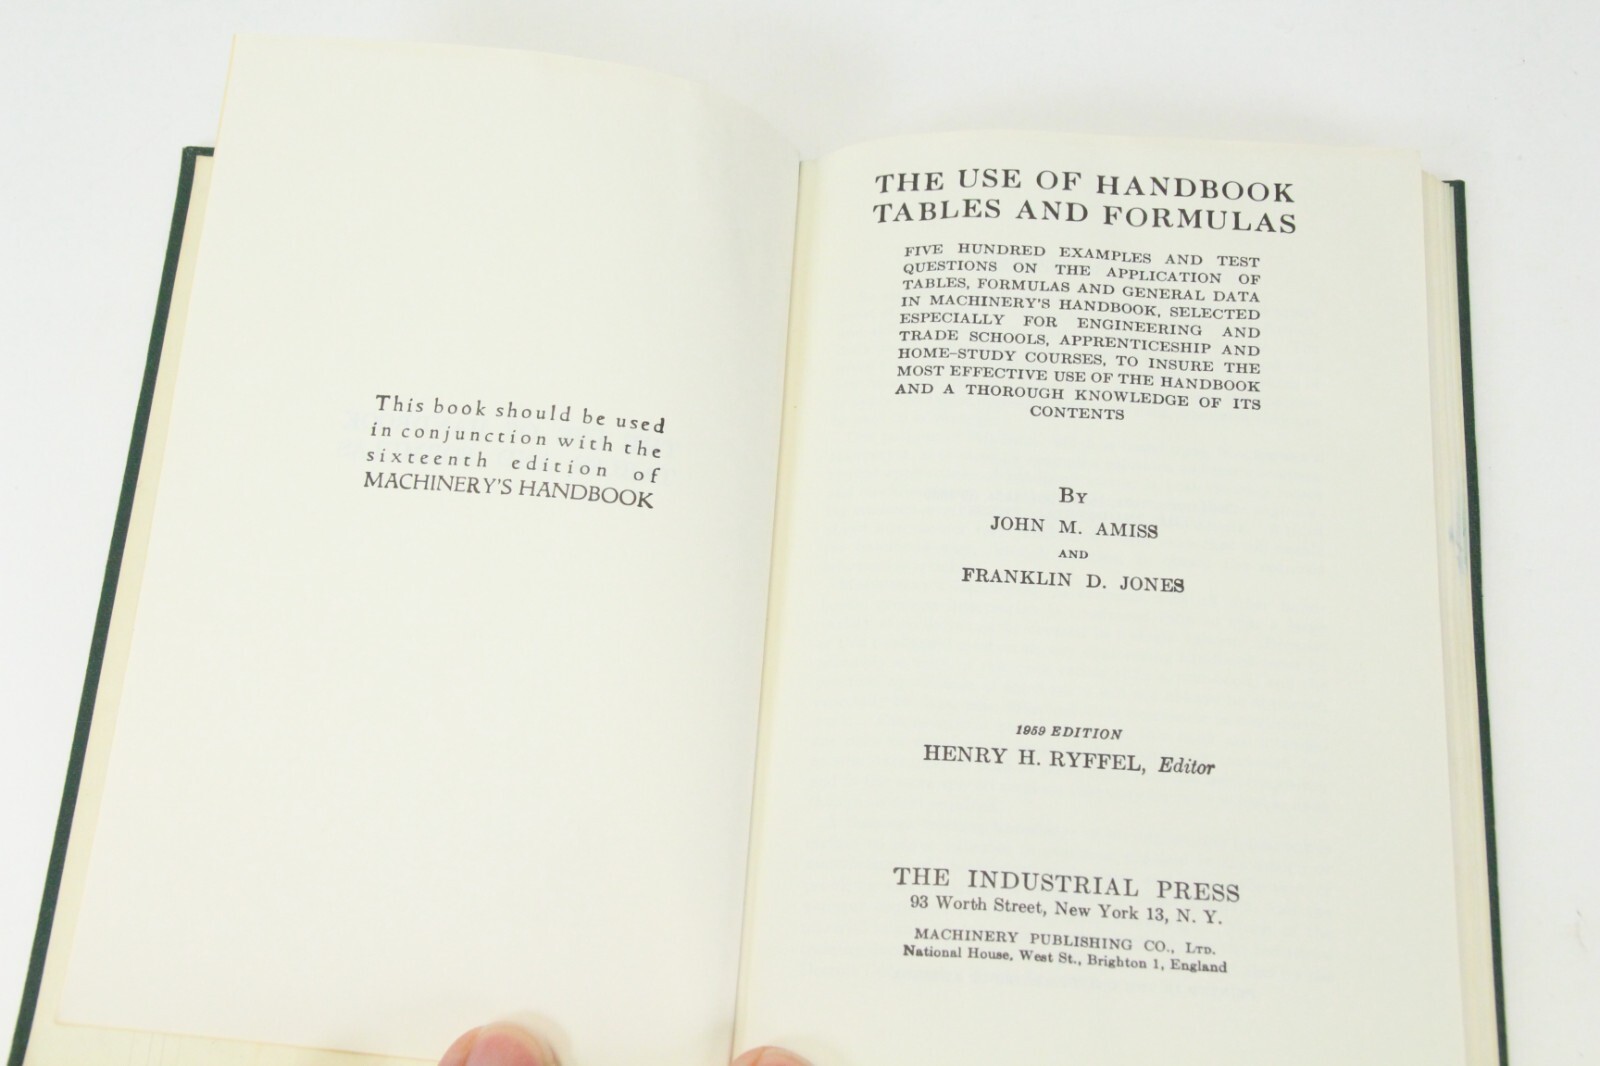 This book should be used
in conjunction with the
sixteenth edition of
MACHINERY'S HANDBOOK
THE USE OF HANDBOOK
TABLES AND FORMULAS
FIVE HUNDRED EXAMPLES AND TEST
QUESTIONS ON THE APPLICATION OF
TABLES, FORMULAS AND GENERAL DATA
IN MACHINERY'S HANDBOOK, SELECTED
ESPECIALLY FOR ENGINEERING AND
TRADE SCHOOLS, APPRENTICESHIP AND
HOME-STUDY COURSES, TO INSURE THE
MOST EFFECTIVE USE OF THE HANDBOOK
AND A THOROUGH KNOWLEDGE OF ITS
CONTENTS
By
JOHN M. AMISS
AND
FRANKLIN D. JONES
1959 EDITION
HENRY H. RYFFEL, Editor
THE INDUSTRIAL PRESS
93 Worth Street, New York 13, N. Y.
MACHINERY PUBLISHING CO., LTD.
National House, West St., Brighton 1, England